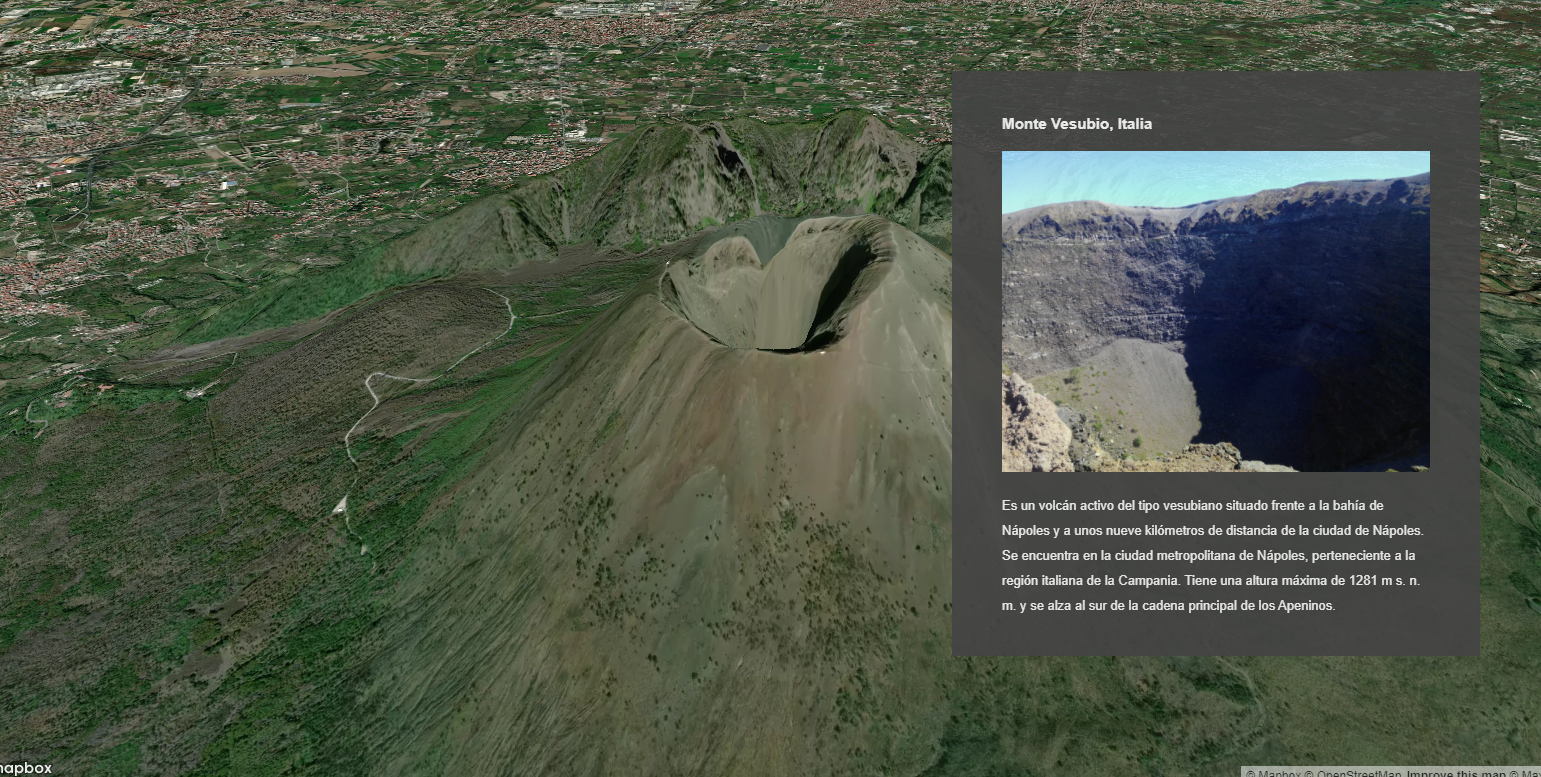 Monte Vesubio, Italia
Es un volcán activo del tipo vesubiano situado frente a la bahía de
Nápoles y a unos nueve kilómetros de distancia de la ciudad de Nápoles.
Se encuentra en la ciudad metropolitana de Nápoles, perteneciente a la
región italiana de la Campania. Tiene una altura máxima de 1281 m s. n.
m. y se alza al sur de la cadena principal de los Apeninos.
mapbox
© Mapbox © OpenStreetMap Improve this map ©